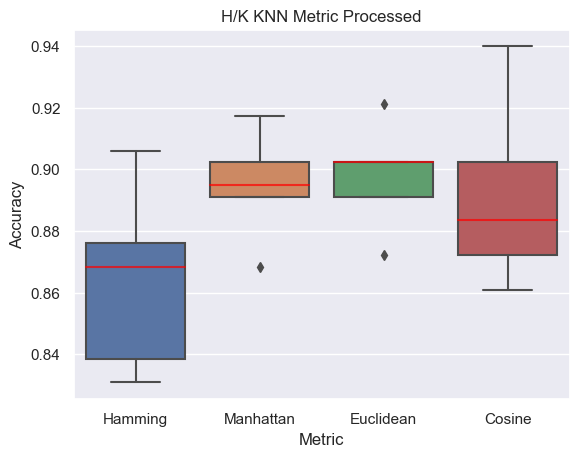 H/K KNN Metric Processed
0.94
0.92
0.90
0.88
0.86
0.84
Accuracy
Hamming Manhattan Euclidean Cosine
Metric